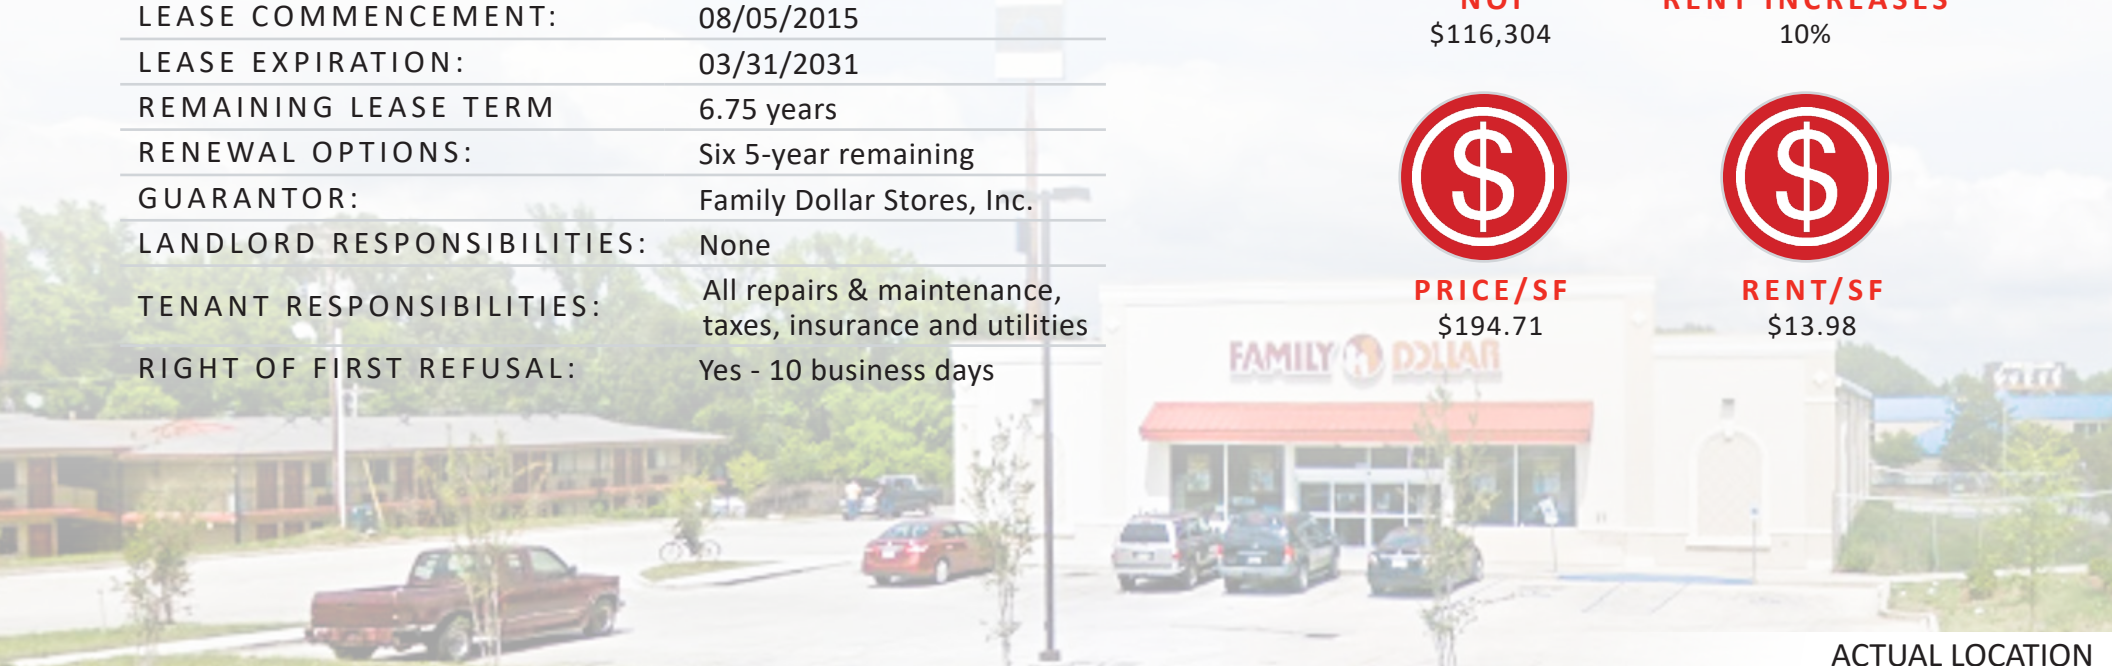 LEASE COMMENCEMENT: 08/05/2015
LEASE EXPIRATION: 03/31/2031
REMAINING LEASE TERM 6.75 years
RENEWAL OPTIONS: Six 5-year remaining
GUARANTOR: Family Dollar Stores, Inc.
LANDLORD RESPONSIBILITIES: None
TENANT RESPONSIBILITIES: All repairs & maintenance,
taxes, insurance and utilities
RIGHT OF FIRST REFUSAL: Yes - 10 business days
NOI RENT INCREASES
$116,304 10%
$ $
PRICE/SF RENT/SF
$194.71 $13.98
FAMILY DOLLAR
ACTUAL LOCATION